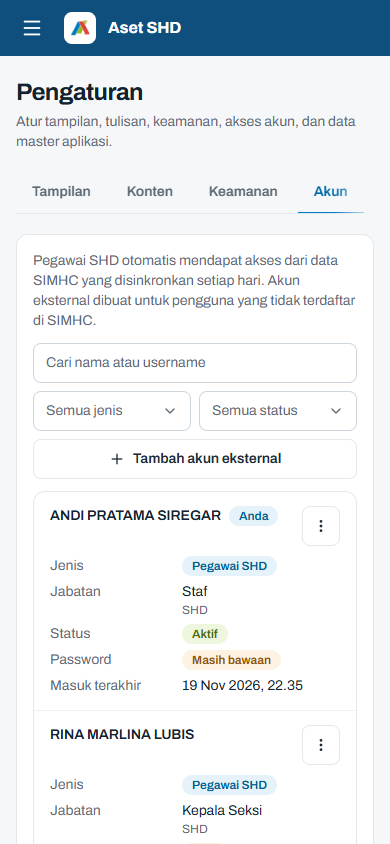 Aset SHD
Pengaturan
Atur tampilan, tulisan, keamanan, akses akun, dan data
master aplikasi.
Tampilan Konten Keamanan Akun
Pegawai SHD otomatis mendapat akses dari data
SIMHC yang disinkronkan setiap hari. Akun
eksternal dibuat untuk pengguna yang tidak terdaftar
di SIMHC.
Cari nama atau username
Semua jenis Semua status
Tambah akun eksternal
ANDI PRATAMA SIREGAR Anda
Jenis Pegawai SHD
Jabatan Staf
SHD
Status Aktif
Password Masih bawaan
Masuk terakhir 19 Nov 2026, 22.35
RINA MARLINA LUBIS
Jenis Pegawai SHD
Jabatan Kepala Seksi
SHD